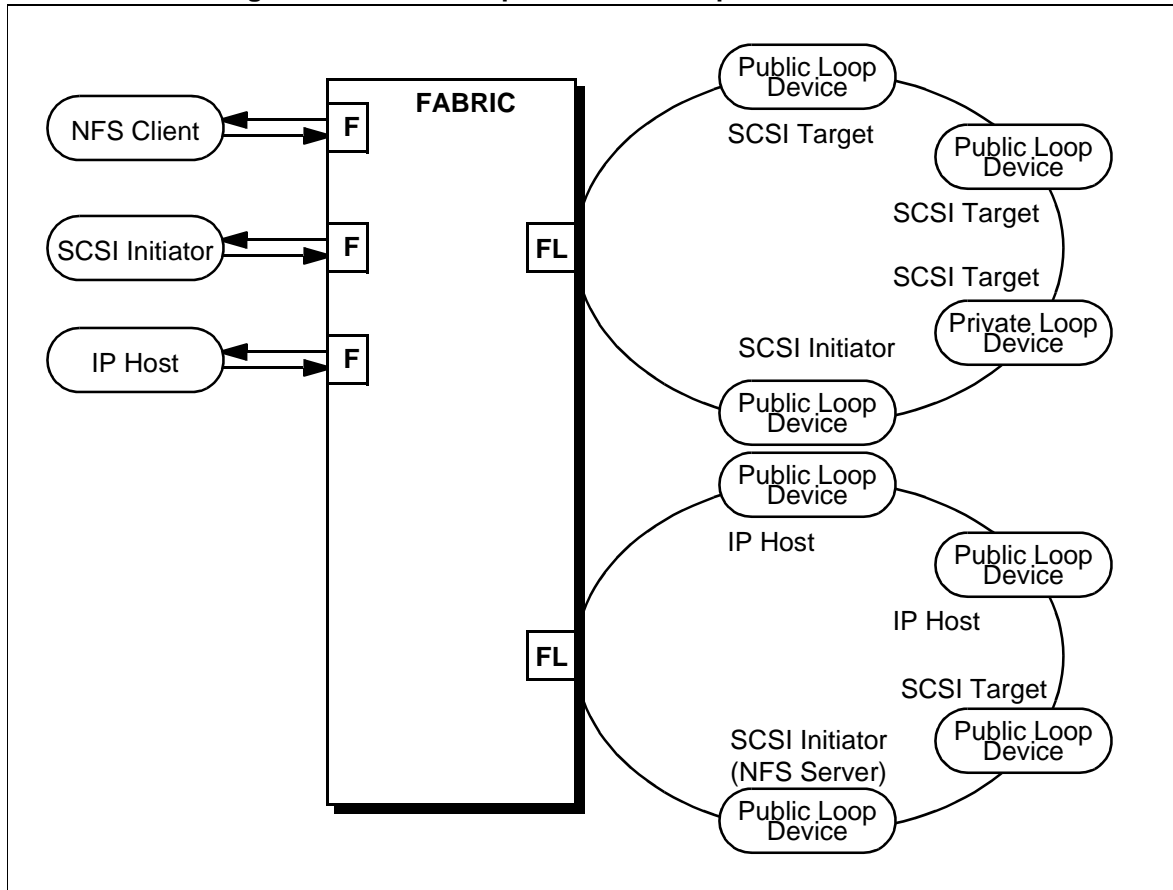 FABRIC
NFS Client
F
SCSI Initiator
F
IP Host
F
FL
Public Loop
Device
SCSI Target
Public Loop
Device
SCSI Target
SCSI Target
Private Loop
Device
SCSI Initiator
Public Loop
Device
FL
Public Loop
Device
IP Host
Public Loop
Device
IP Host
SCSI Target
Public Loop
Device
SCSI Initiator
(NFS Server)
Public Loop
Device